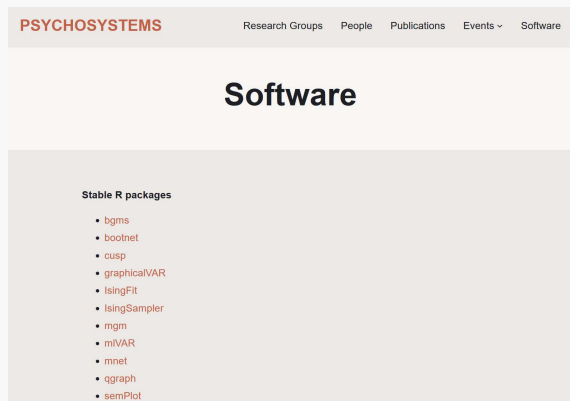 PSYCHOSYSTEMS Research Groups People Publications Events Software
Software
Stable R packages
bgms
bootnet
cusp
graphicalVAR
IsingFit
IsingSampler
mgm
mlVAR
mnet
qgraph
semPlot